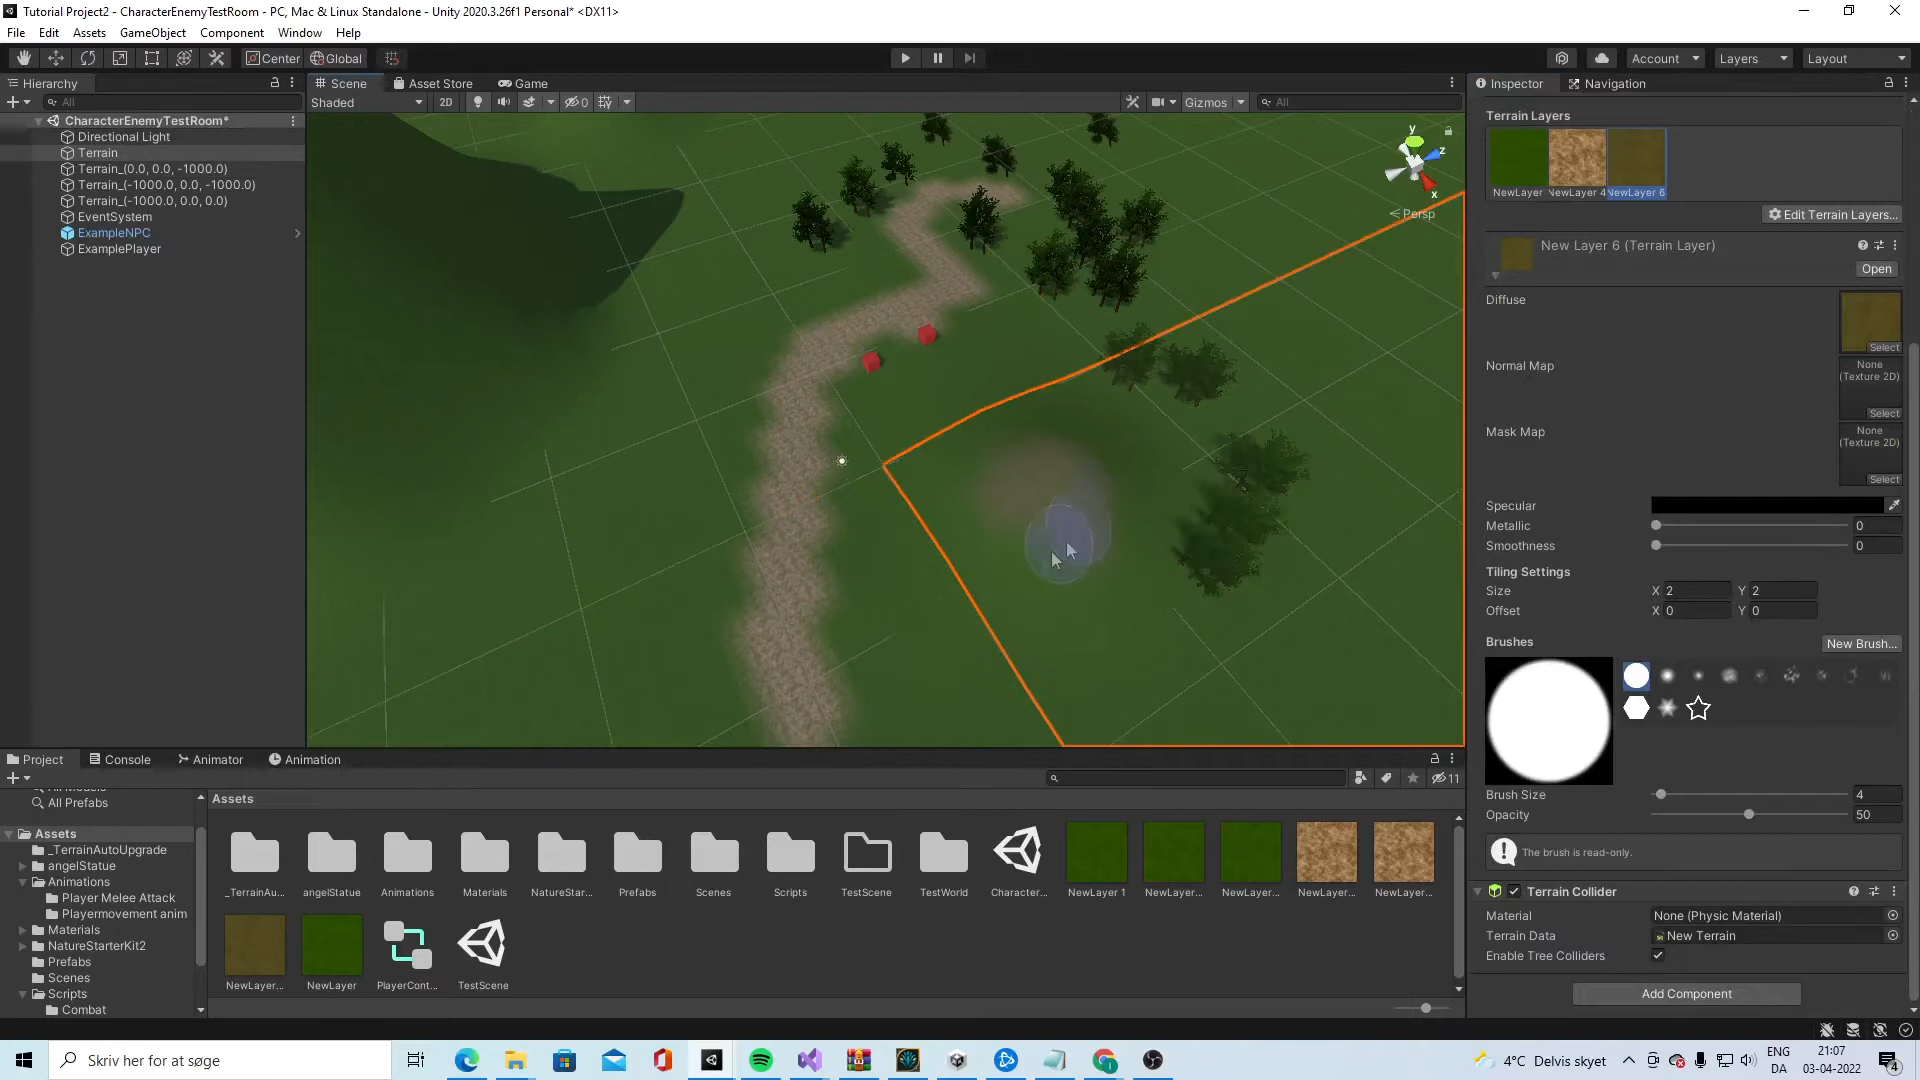 Tutorial Project2 - CharacterEnemyTestRoom - PC, Mac & Linux Standalone - Unity 2020.3.26f1 Personal* <DX11>
File Edit Assets GameObject Component Window Help
Center Global Account Layers Layout
Hierarchy Scene Asset Store Game Inspector Navigation
All Shaded 2D 0 Gizmos All
CharacterEnemyTestRoom*
Directional Light
Terrain
Terrain_(0.0, 0.0, -1000.0)
Terrain_(-1000.0, 0.0, -1000.0)
Terrain_(-1000.0, 0.0, 0.0)
EventSystem
ExampleNPC
ExamplePlayer
y
z
x
Persp
Terrain Layers
NewLayer NewLayer 4 NewLayer 6
Edit Terrain Layers...
New Layer 6 (Terrain Layer)
Open
Diffuse
Select
Normal Map None
(Texture 2D)
Select
Mask Map None
(Texture 2D)
Select
Specular
Metallic 0
Smoothness 0
Tiling Settings
Size X 2 Y 2
Offset X 0 Y 0
Brushes New Brush...
Brush Size 4
Opacity 50
The brush is read-only.
Terrain Collider
Material None (Physic Material)
Terrain Data New Terrain
Enable Tree Colliders
Add Component
Project Console Animator Animation
11
All Prefabs
Assets
_TerrainAutoUpgrade
angelStatue
Animations
Player Melee Attack
Playermovement anim
Materials
NatureStarterKit2
Prefabs
Scenes
Scripts
Combat
Assets
_TerrainAu... angelStatue Animations Materials NatureStar... Prefabs Scenes Scripts TestScene TestWorld Character... NewLayer 1 NewLayer... NewLayer... NewLayer... NewLayer...
NewLayer... NewLayer PlayerCont... TestScene
Skriv her for at søge
4°C Delvis skyet
ENG
DA
21:07
03-04-2022
4